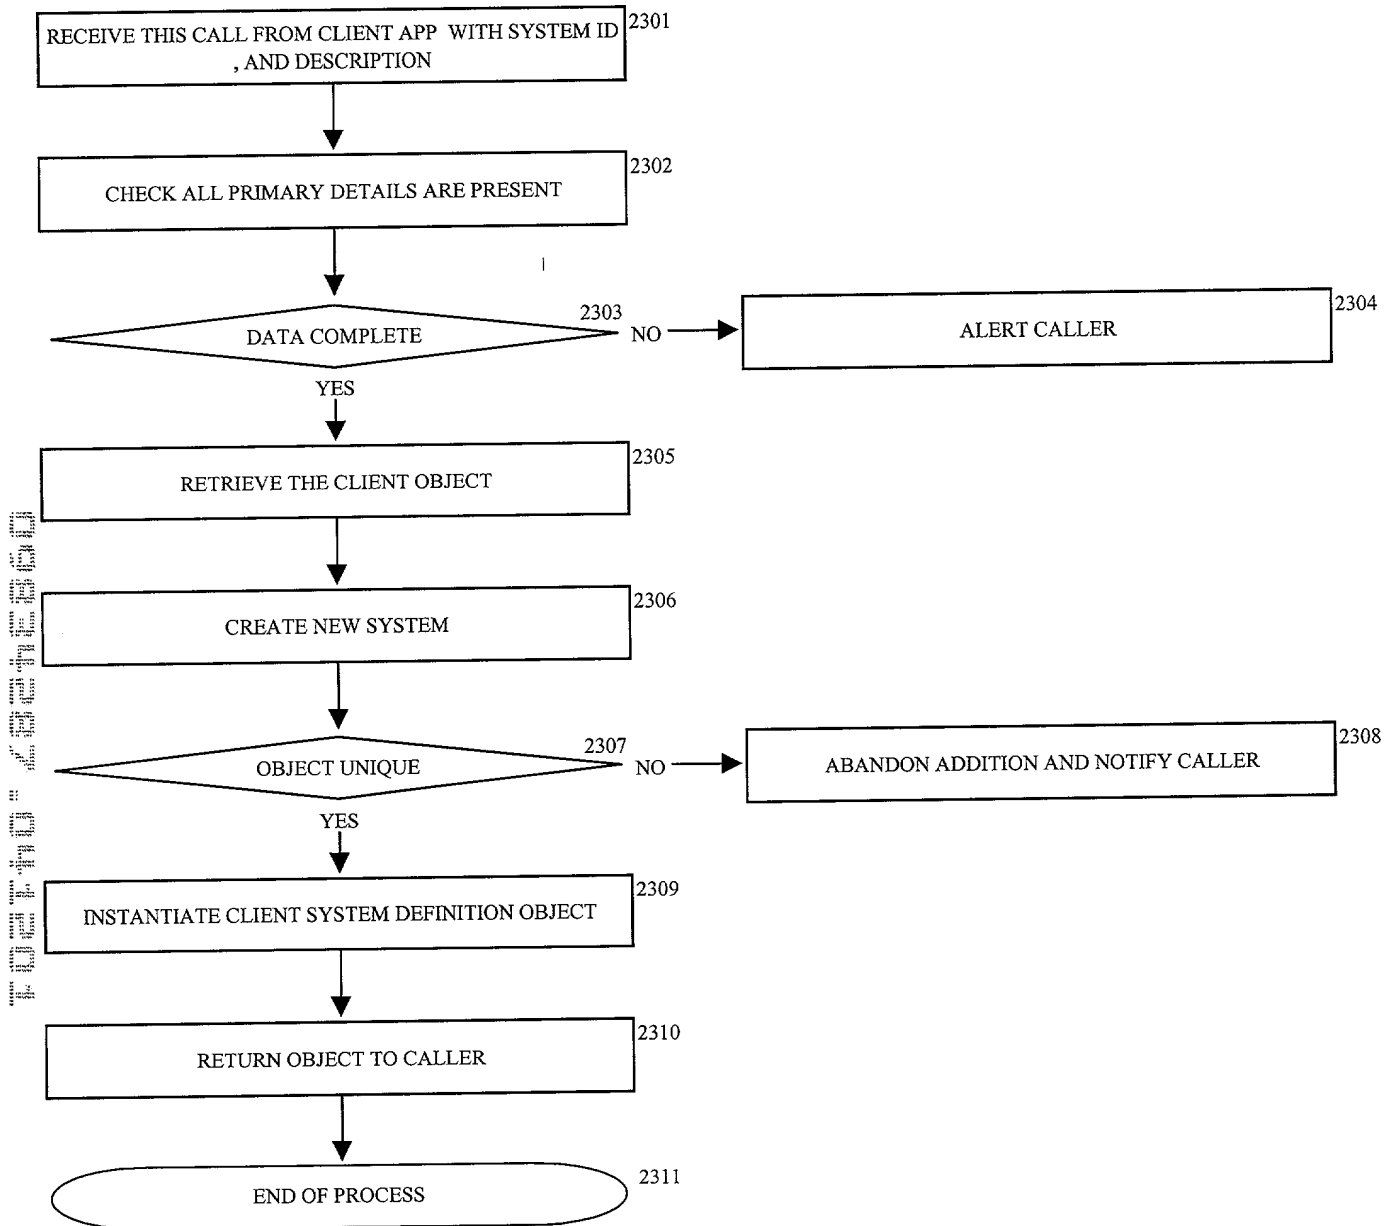 RECEIVE THIS CALL FROM CLIENT APP WITH SYSTEM ID
, AND DESCRIPTION
2301
CHECK ALL PRIMARY DETAILS ARE PRESENT
2302
DATA COMPLETE
2303
NO
ALERT CALLER
2304
YES
RETRIEVE THE CLIENT OBJECT
2305
CREATE NEW SYSTEM
2306
OBJECT UNIQUE
2307
NO
ABANDON ADDITION AND NOTIFY CALLER
2308
YES
INSTANTIATE CLIENT SYSTEM DEFINITION OBJECT
2309
RETURN OBJECT TO CALLER
2310
END OF PROCESS
2311